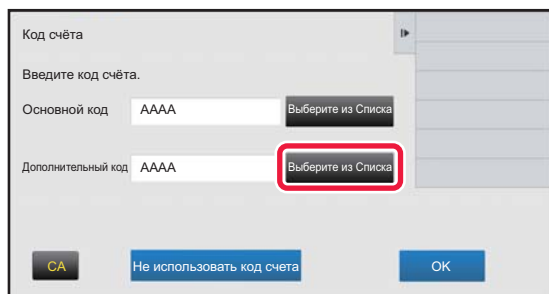 Код счёта
Введите код счёта.
Основной код AAAA Выберите из Списка
Дополнительный код AAAA Выберите из Списка
CA Не использовать код счета OK